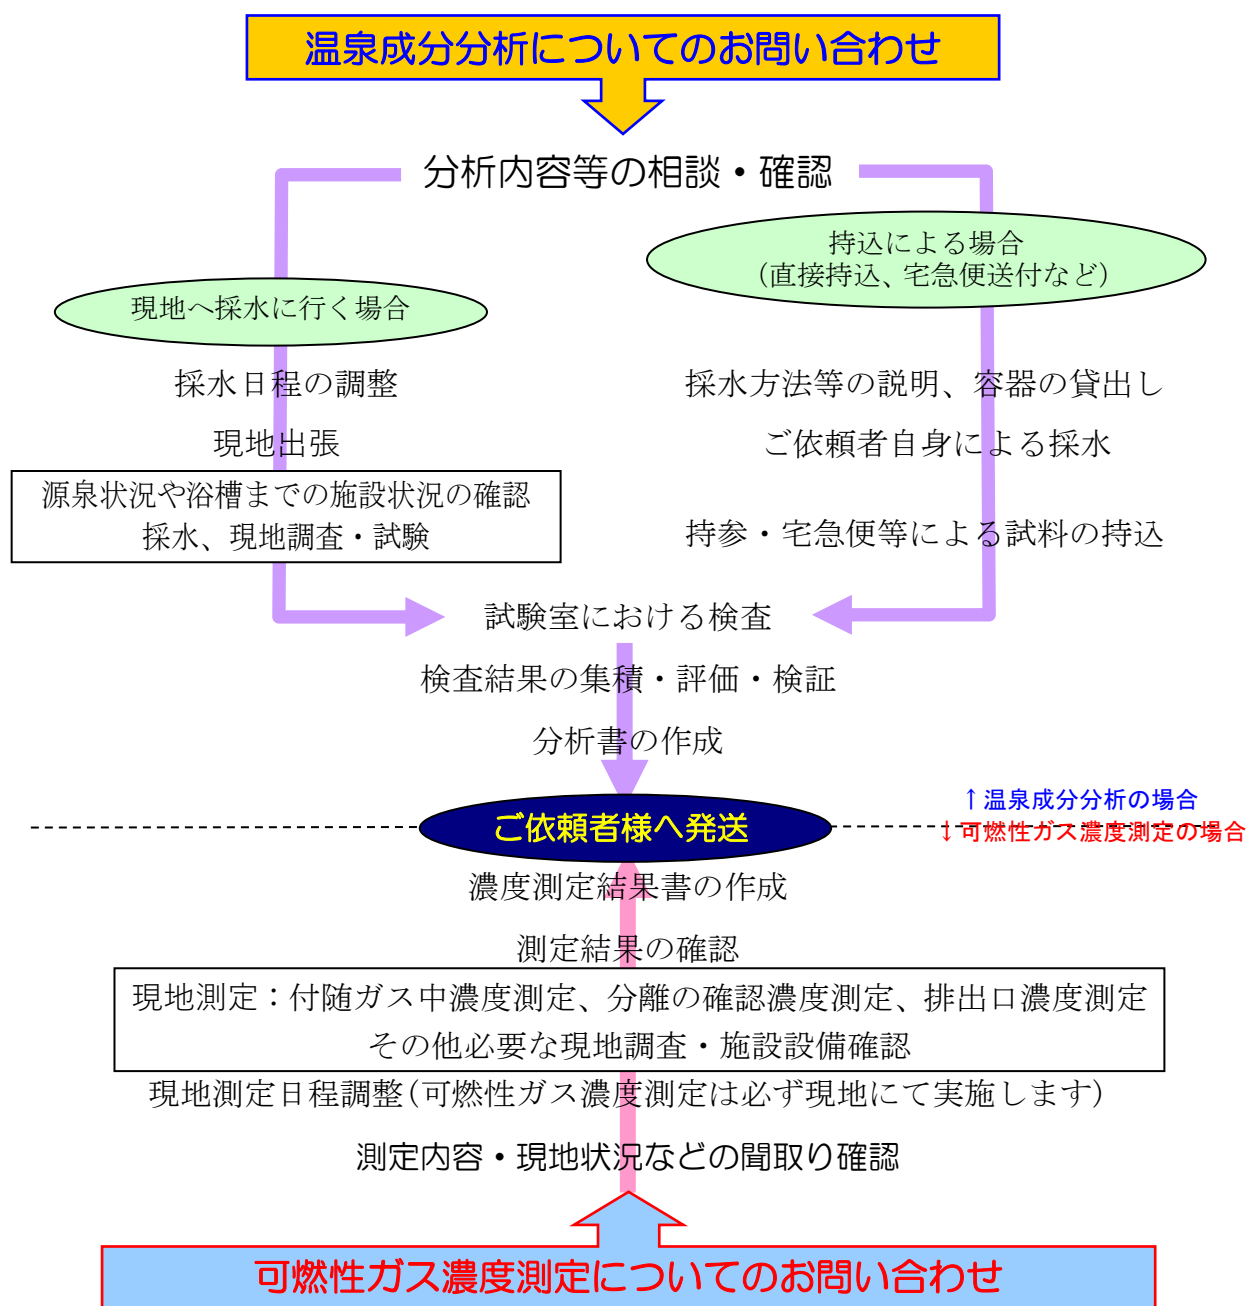 温泉成分分析についてのお問い合わせ
分析内容等の相談・確認
現地へ採水に行く場合
採水日程の調整
現地出張
源泉状況や浴槽までの施設状況の確認
採水、現地調査・試験
持込による場合
（直接持込、宅急便送付など）
採水方法等の説明、容器の貸出し
ご依頼者自身による採水
持参・宅急便等による試料の持込
試験室における検査
検査結果の集積・評価・検証
分析書の作成
ご依頼者様へ発送
↑温泉成分分析の場合
↓可燃性ガス濃度測定の場合
濃度測定結果書の作成
測定結果の確認
現地測定：付随ガス中濃度測定、分離の確認濃度測定、排出口濃度測定
その他必要な現地調査・施設設備確認
現地測定日程調整(可燃性ガス濃度測定は必ず現地にて実施します)
測定内容・現地状況などの聞取り確認
可燃性ガス濃度測定についてのお問い合わせ